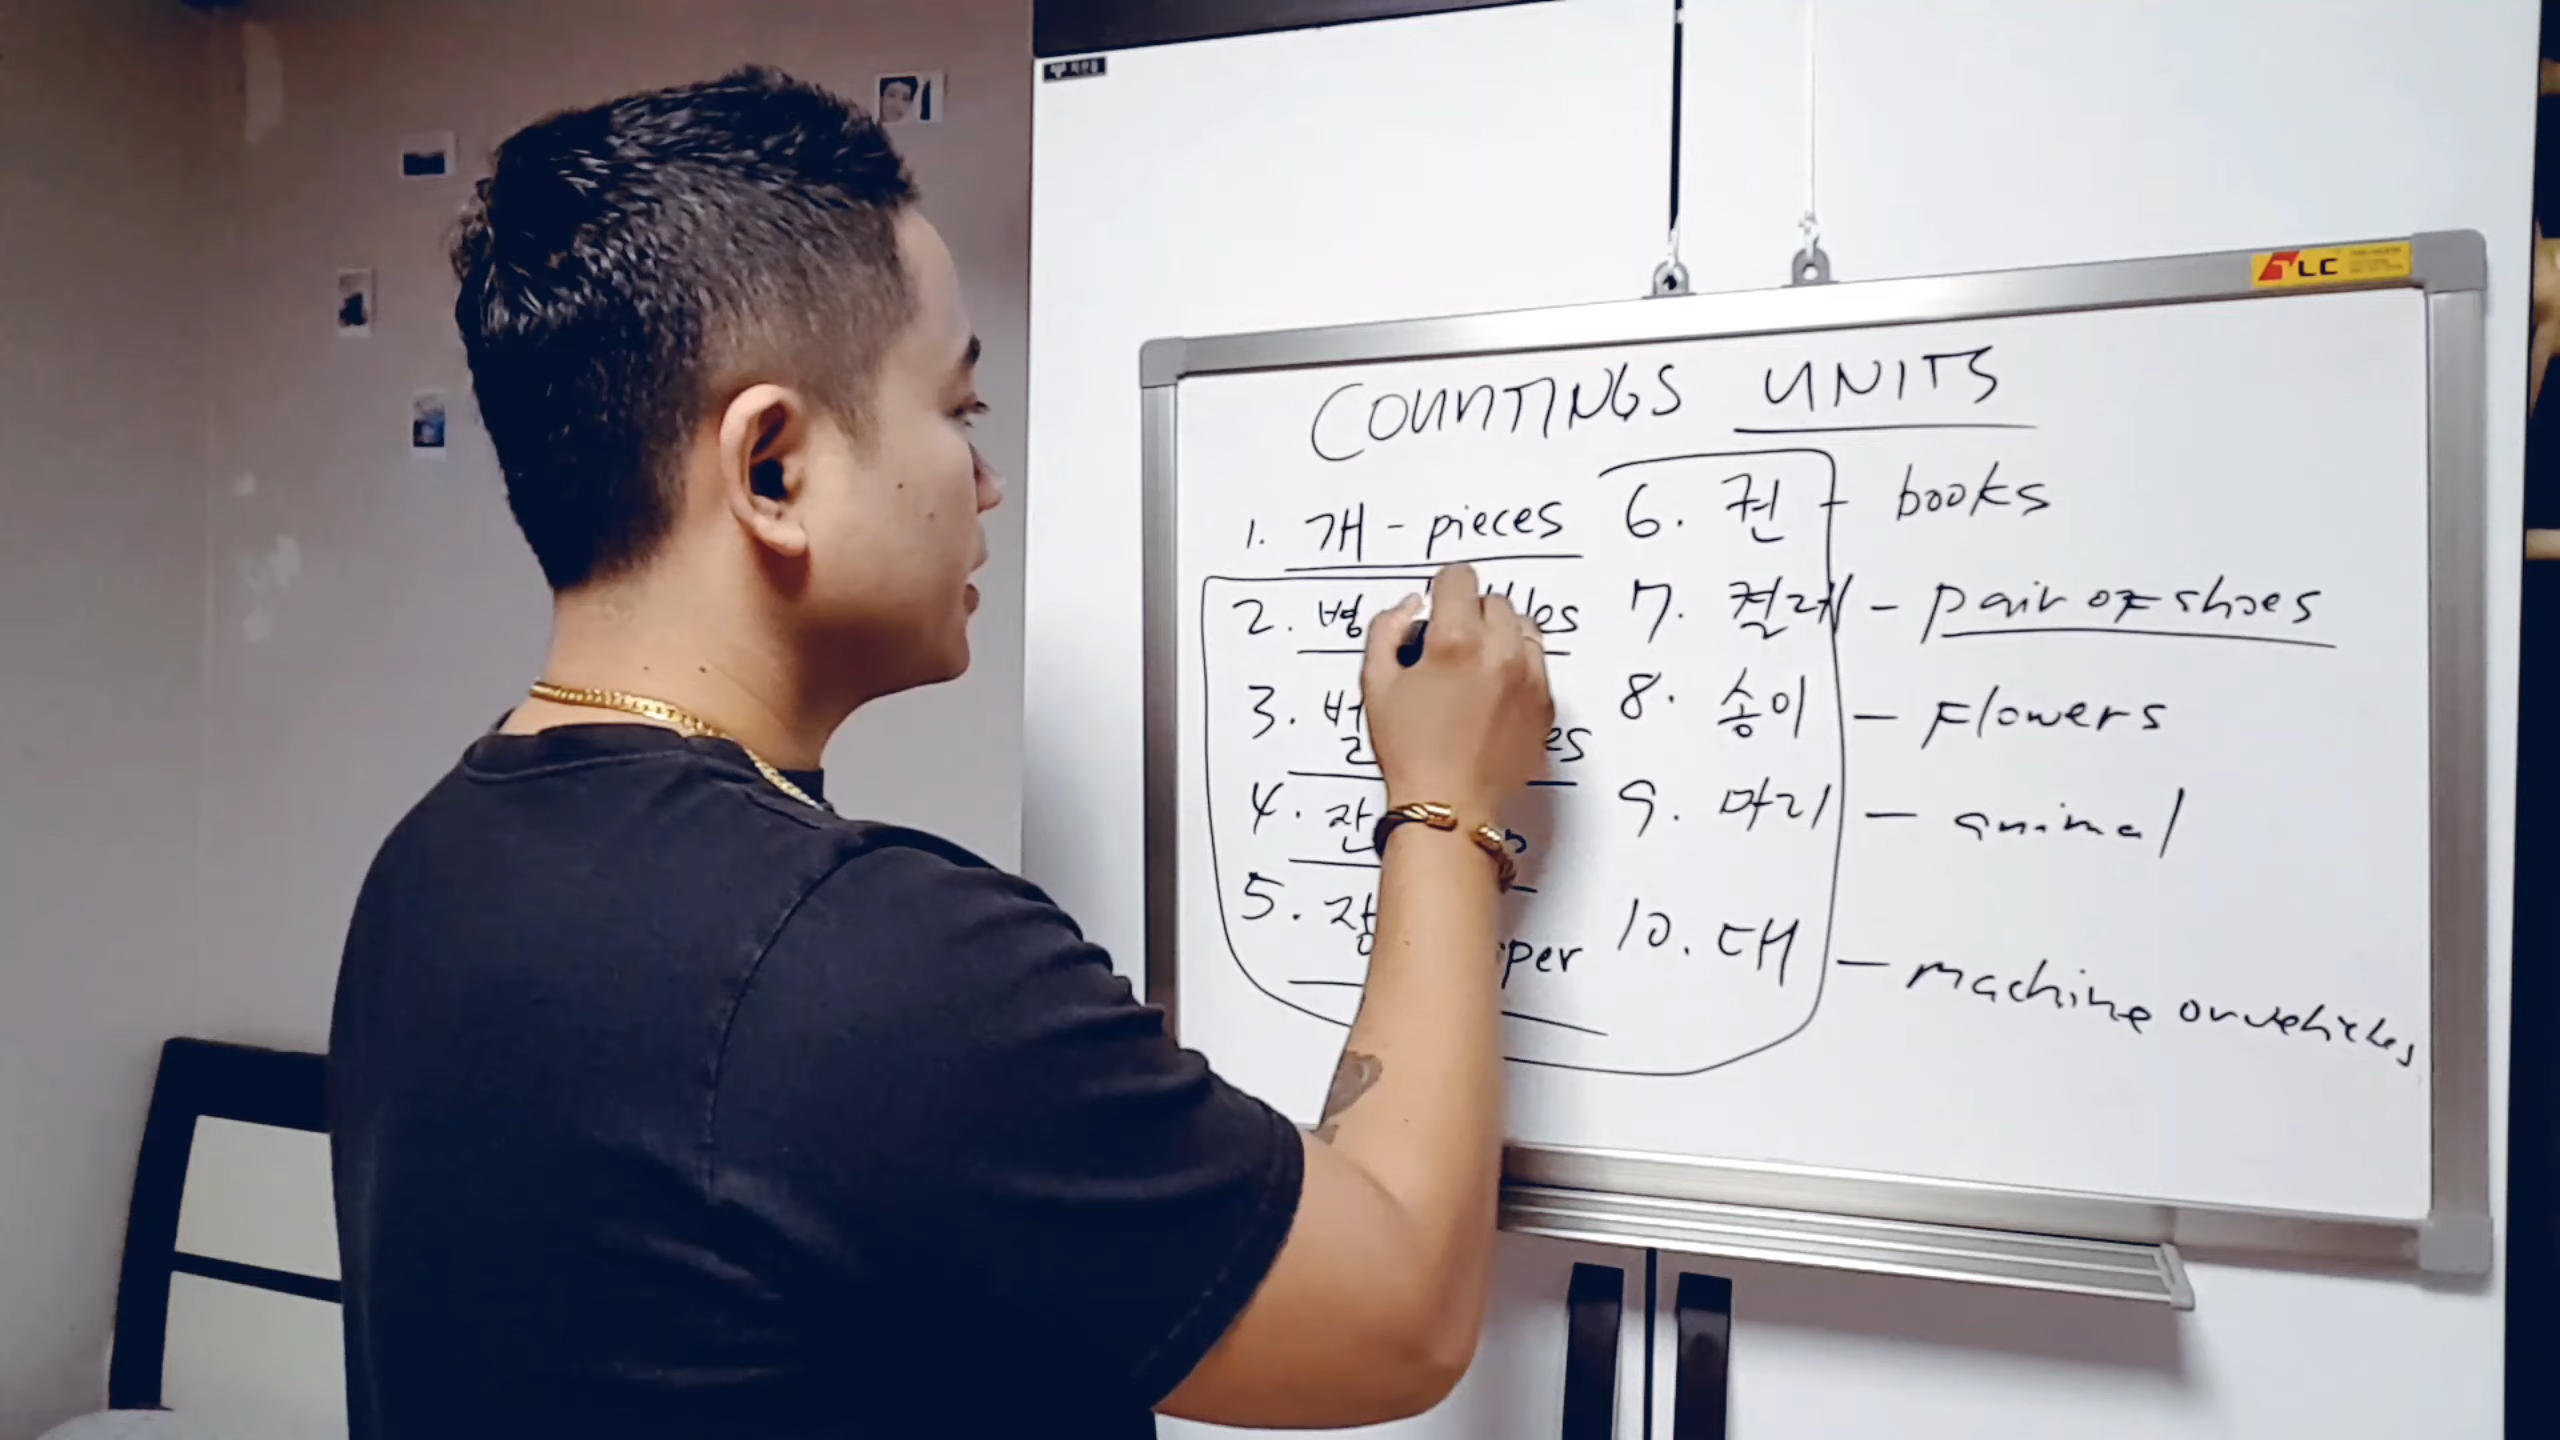 LC
COUNTINGS UNITS
1. 개 - pieces
2. 병
3. 벌
4. 잔
5. 장
6. 권 - books
7. 켤레 - pair of shoes
8. 송이 - Flowers
9. 마리 - animal
10. 대 - machine or vehicles